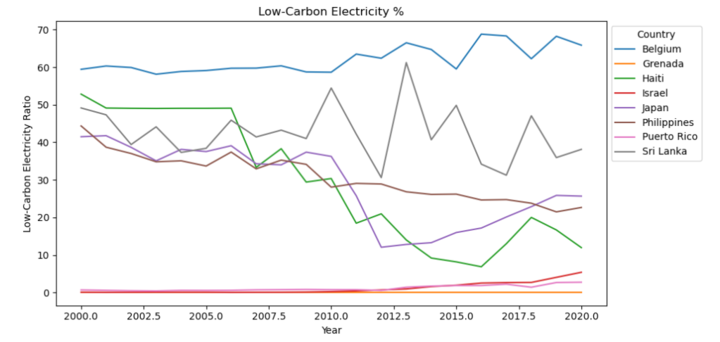 Low-Carbon Electricity %
Low-Carbon Electricity Ratio
70
60
50
40
30
20
10
0
2000.0
2002.5
2005.0
2007.5
2010.0
2012.5
2015.0
2017.5
2020.0
Year
Country
Belgium
Grenada
Haiti
Israel
Japan
Philippines
Puerto Rico
Sri Lanka